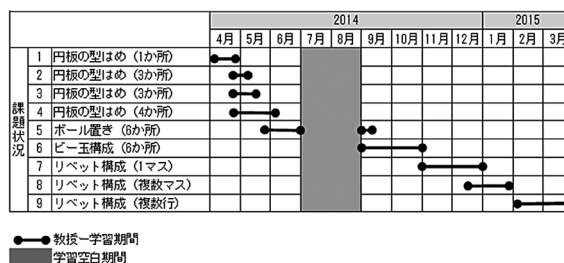 2014 2015
4月 5月 6月 7月 8月 9月 10月 11月 12月 1月 2月 3月
課題状況
1 円板の型はめ（1か所）
2 円板の型はめ（3か所）
3 円板の型はめ（3か所）
4 円板の型はめ（4か所）
5 ボール置き（6か所）
6 ビー玉構成（6か所）
7 リベット構成（1マス）
8 リベット構成（複数マス）
9 リベット構成（複数行）
教授ー学習期間
学習空白期間